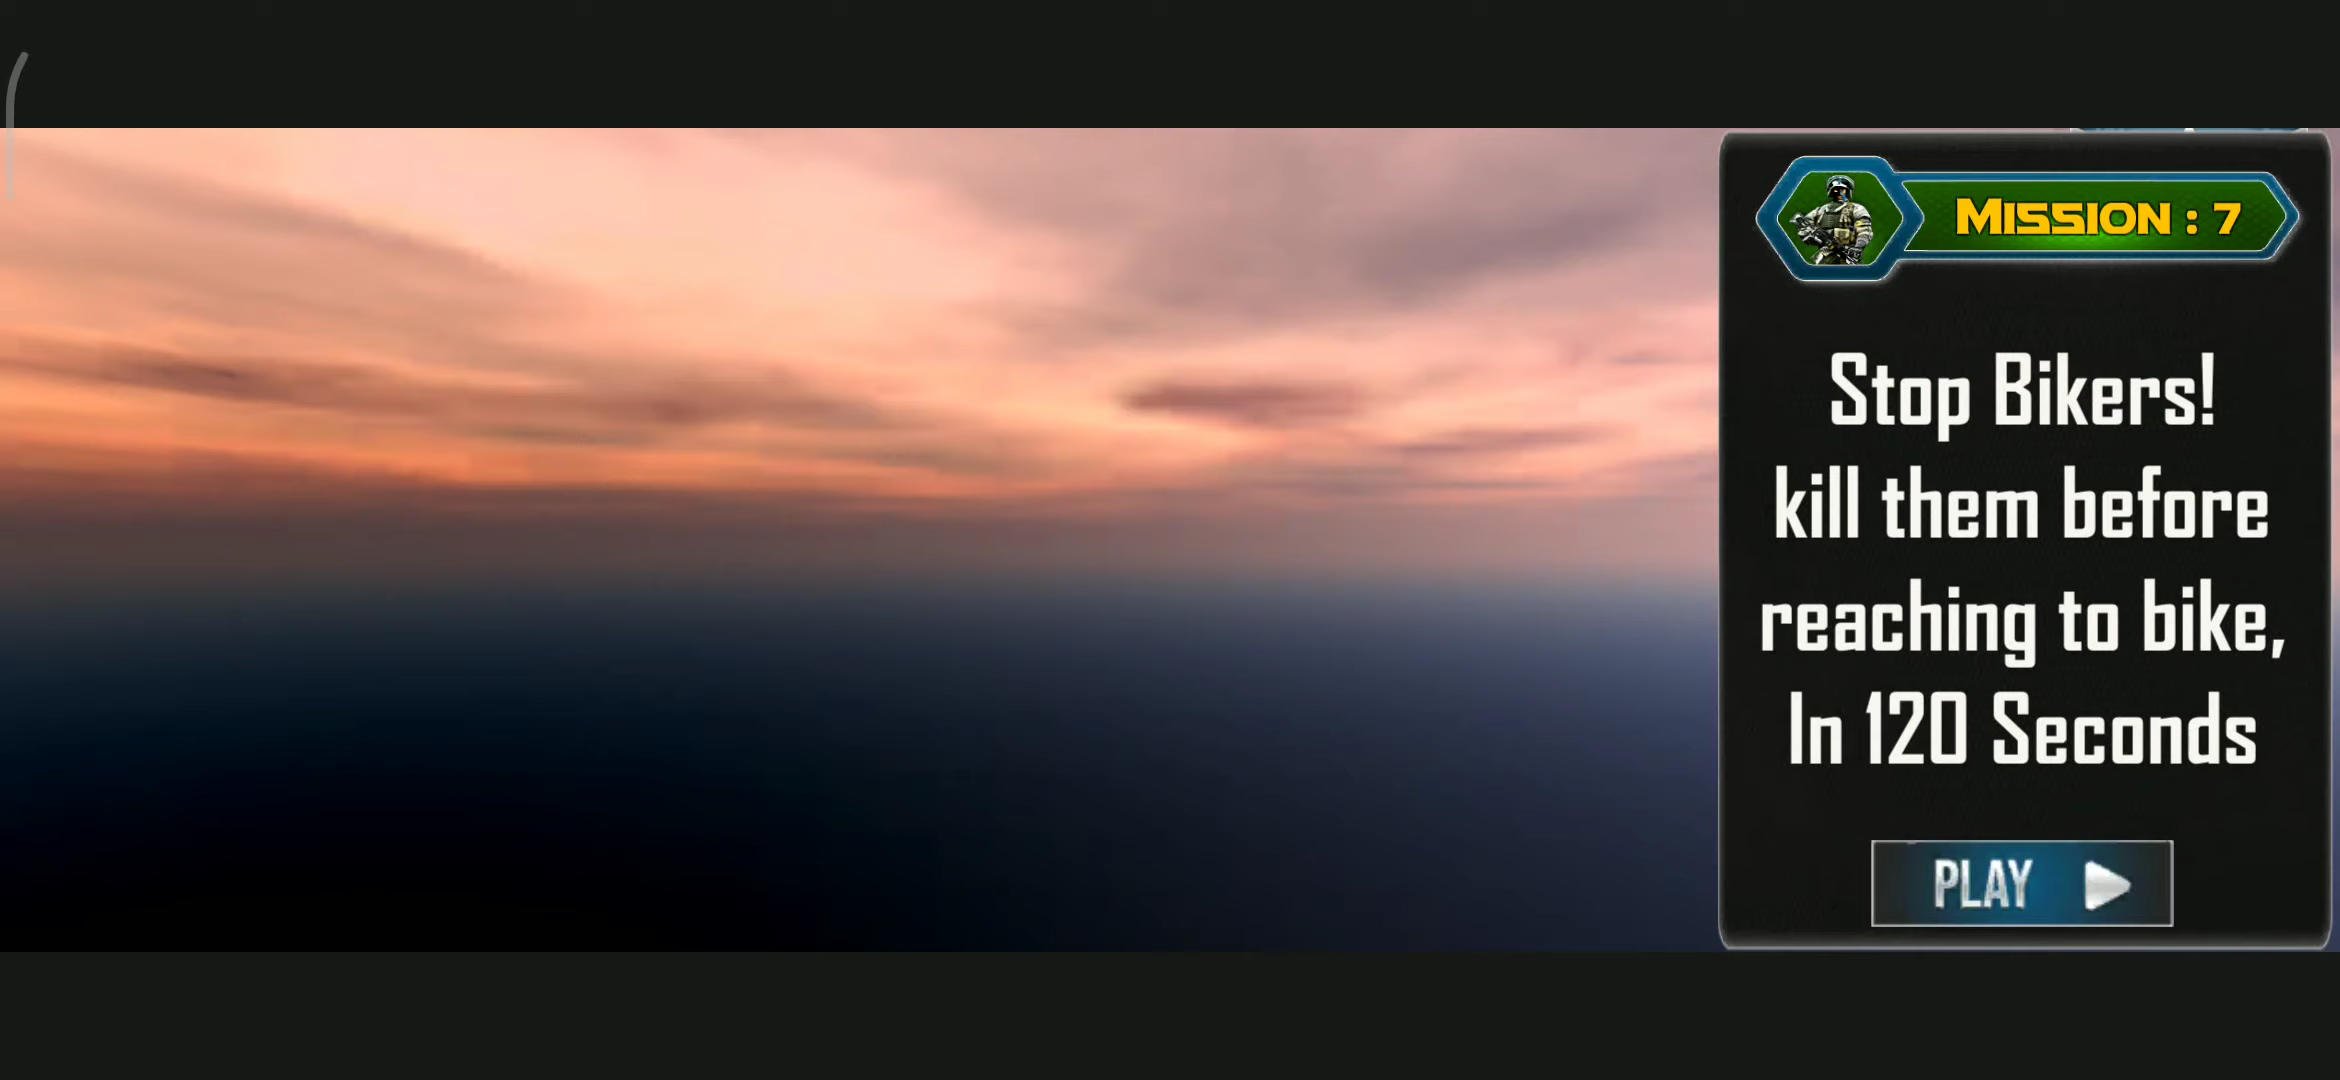 Mission : 7
Stop Bikers!
kill them before
reaching to bike,
In 120 Seconds
PLAY